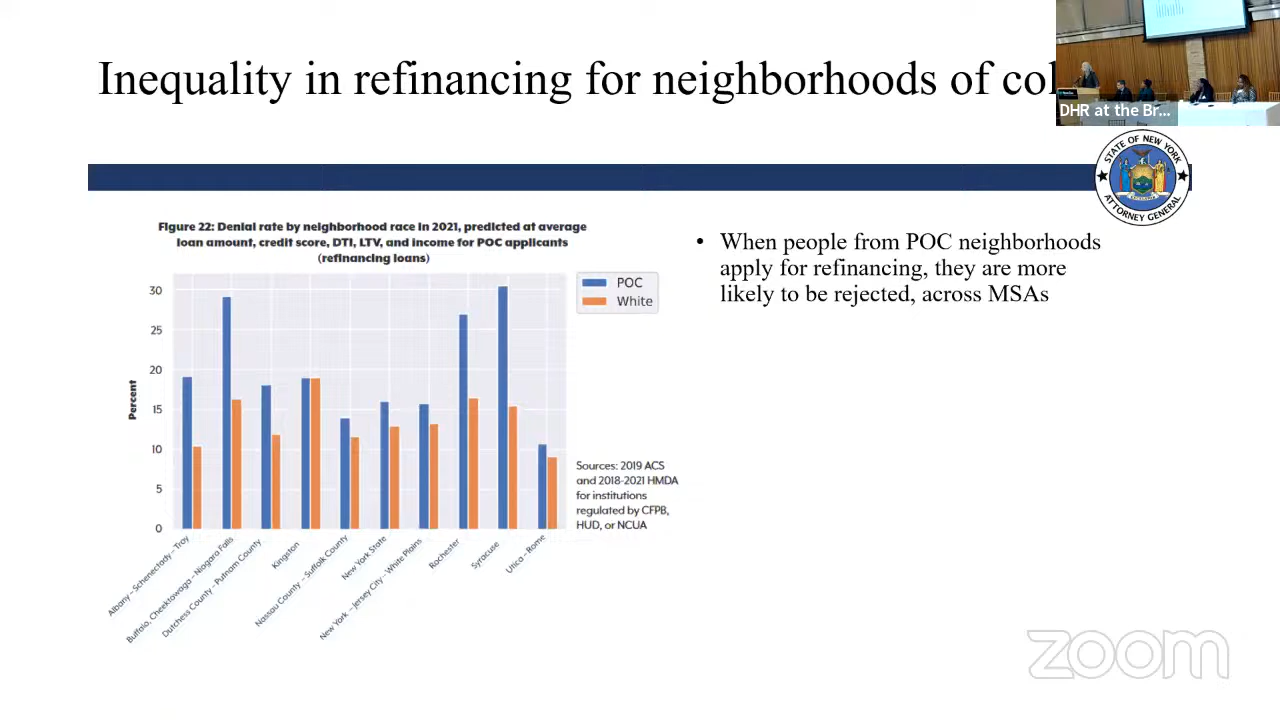 Inequality in refinancing for neighborhoods of col
DHR at the Br...
STATE OF NEW YORK
ATTORNEY GENERAL
Figure 22: Denial rate by neighborhood race in 2021, predicted at average
loan amount, credit score, DTI, LTV, and income for POC applicants
(refinancing loans)
POC
White
Percent
30
25
20
15
10
5
0
Albany – Schenectady – Troy
Buffalo, Cheektowaga – Niagara Falls
Dutchess County – Putnam County
Kingston
Nassau County – Suffolk County
New York State
New York – Jersey City – White Plains
Rochester
Syracuse
Utica – Rome
Sources: 2019 ACS
and 2018-2021 HMDA
for institutions
regulated by CFPB,
HUD, or NCUA
• When people from POC neighborhoods
apply for refinancing, they are more
likely to be rejected, across MSAs
zoom